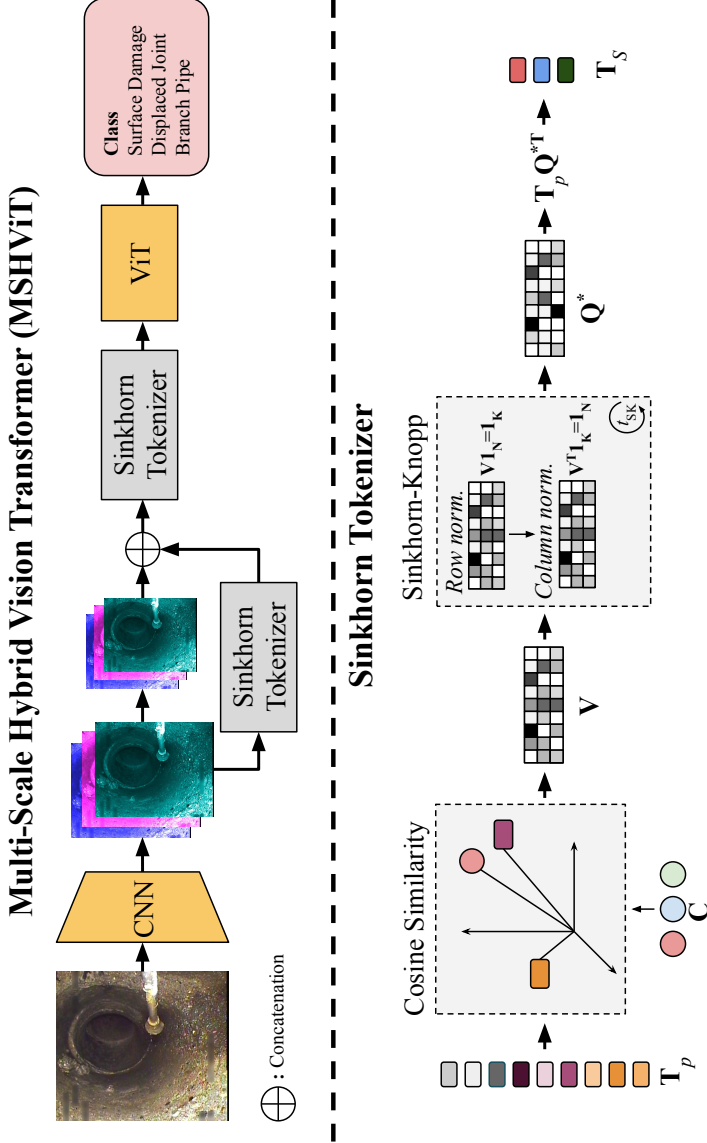 Multi-Scale Hybrid Vision Transformer (MSHViT)
CNN
Sinkhorn
Tokenizer
Sinkhorn
Tokenizer
ViT
Class
Surface Damage
Displaced Joint
Branch Pipe
: Concatenation
Sinkhorn Tokenizer
T_p
Cosine Similarity
C
V
Sinkhorn-Knopp
Row norm.
V1_N=1_K
Column norm.
V^T1_K=1_N
t_SK
Q^*
T_p Q^*T
T_S